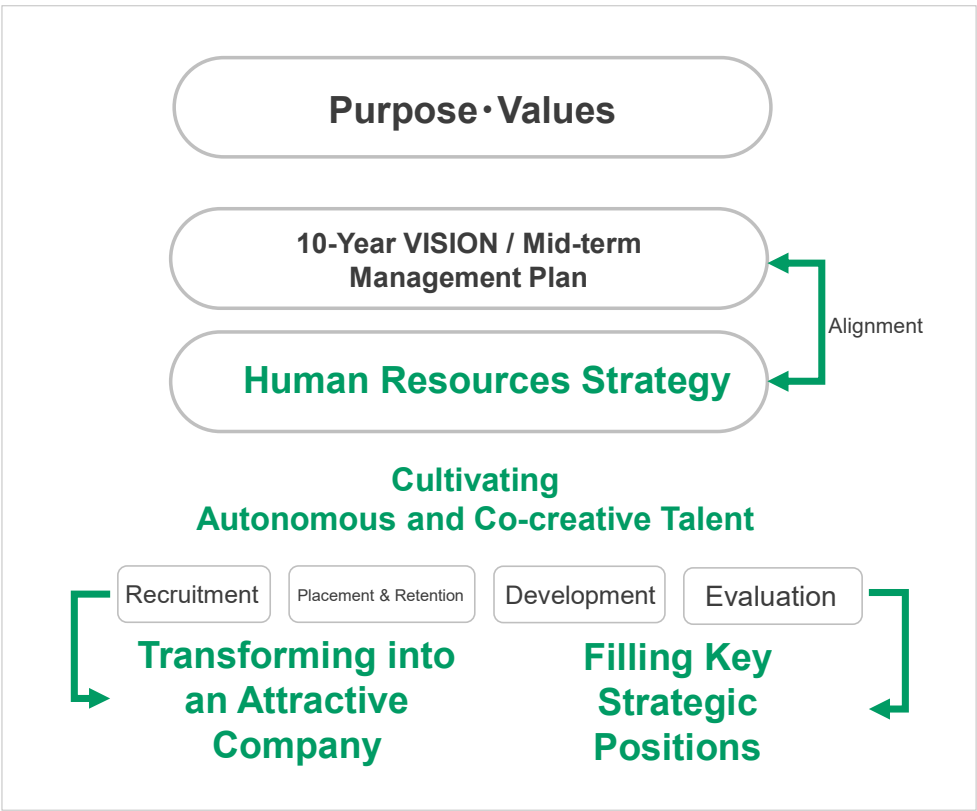 Purpose･Values
10-Year VISION / Mid-term
Management Plan
Alignment
Human Resources Strategy
Cultivating
Autonomous and Co-creative Talent
Recruitment
Placement & Retention
Development
Evaluation
Transforming into
an Attractive
Company
Filling Key
Strategic
Positions